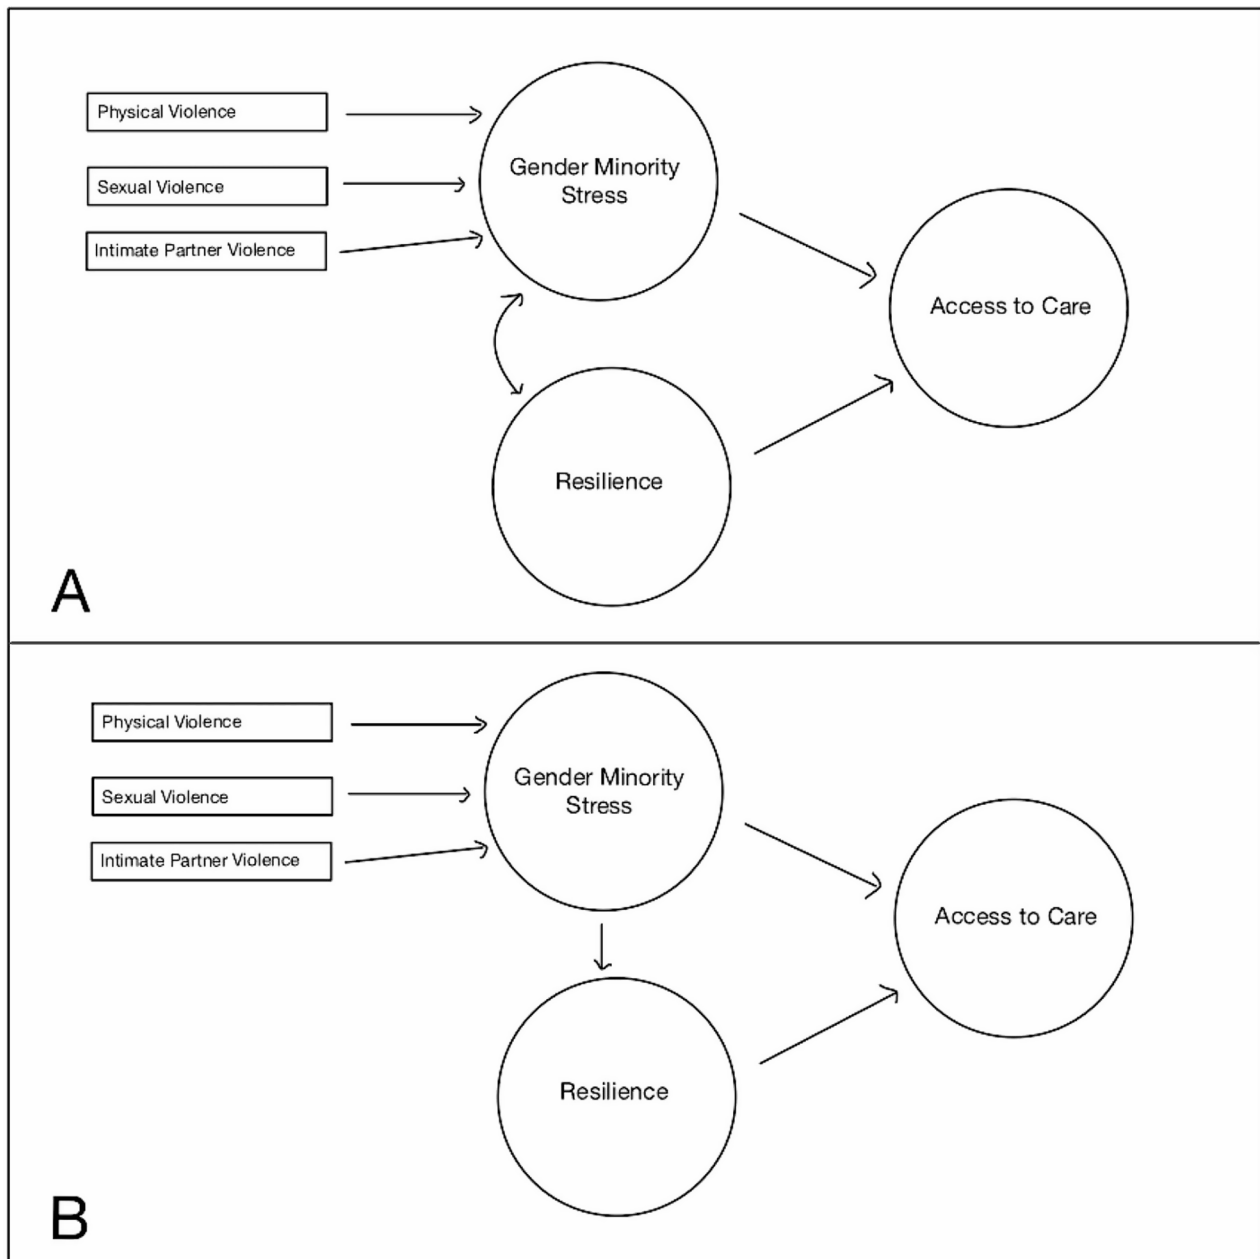 Physical Violence
Sexual Violence
Intimate Partner Violence
Gender Minority
Stress
Access to Care
Resilience
A
Physical Violence
Sexual Violence
Intimate Partner Violence
Gender Minority
Stress
Access to Care
Resilience
B